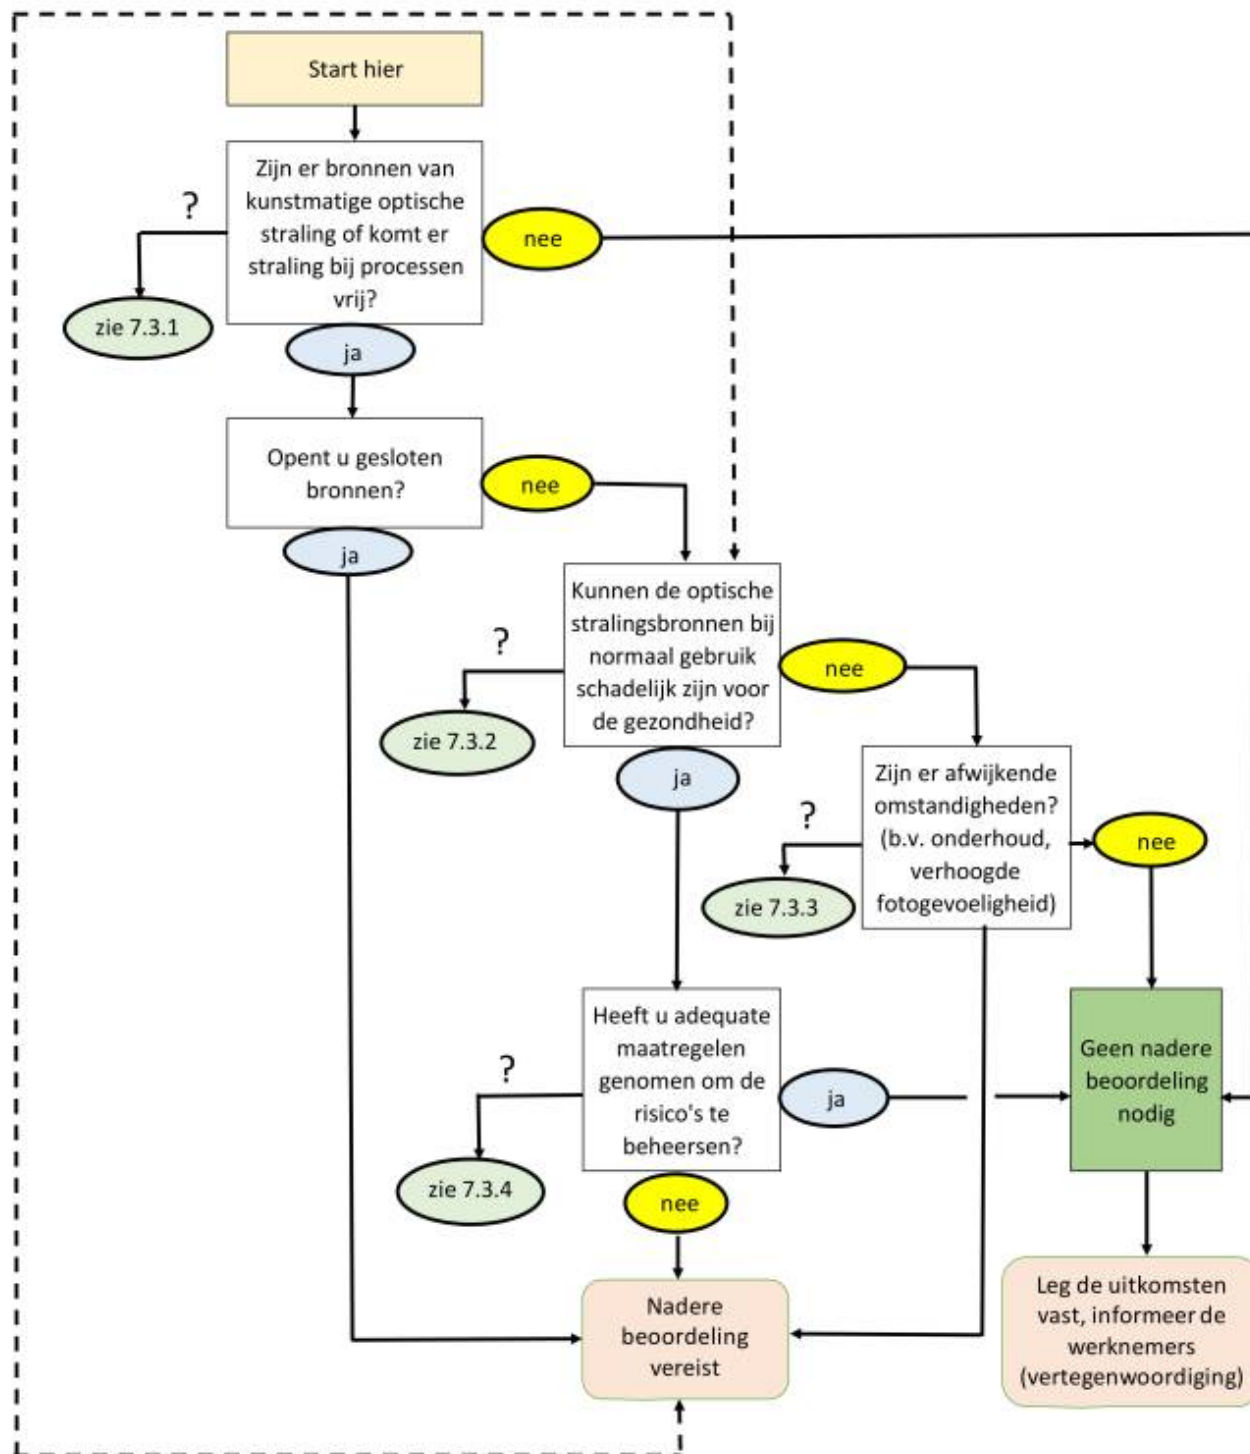 Start hier
Zijn er bronnen van
kunstmatige optische
straling of komt er
straling bij processen
vrij?
?
nee
zie 7.3.1
ja
Opent u gesloten
bronnen?
nee
ja
Kunnen de optische
stralingsbronnen bij
normaal gebruik
schadelijk zijn voor
de gezondheid?
?
nee
zie 7.3.2
ja
Zijn er afwijkende
omstandigheden?
(b.v. onderhoud,
verhoogde
fotogevoeligheid)
?
nee
zie 7.3.3
Heeft u adequate
maatregelen
genomen om de
risico's te
beheersen?
?
ja
zie 7.3.4
nee
Geen nadere
beoordeling
nodig
Nadere
beoordeling
vereist
Leg de uitkomsten
vast, informeer de
werknemers
(vertegenwoordiging)